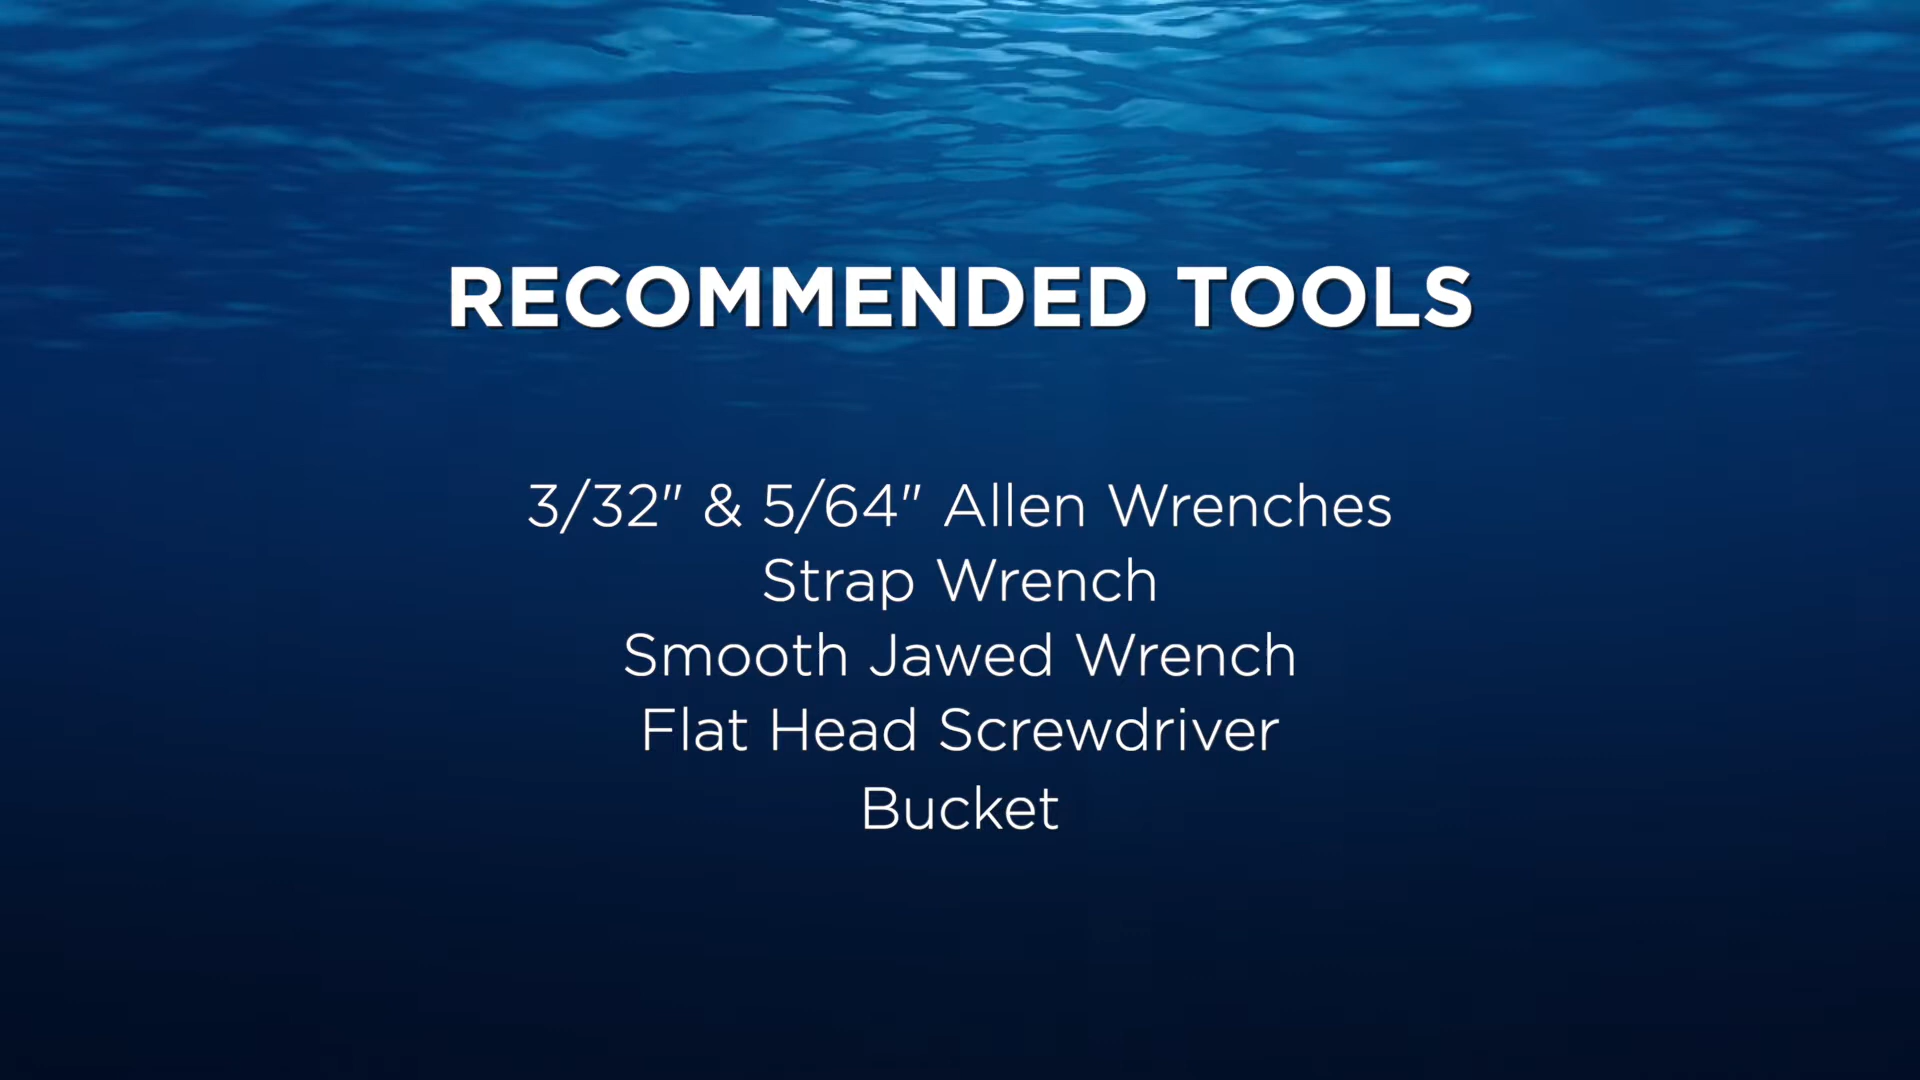 RECOMMENDED TOOLS
3/32" & 5/64" Allen Wrenches
Strap Wrench
Smooth Jawed Wrench
Flat Head Screwdriver
Bucket